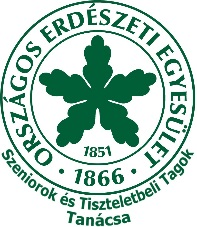 ORSZÁGOS ERDÉSZETI EGYESÜLET
1851
• 1866 •
Szeniorok és Tiszteletbeli Tagok
Tanácsa